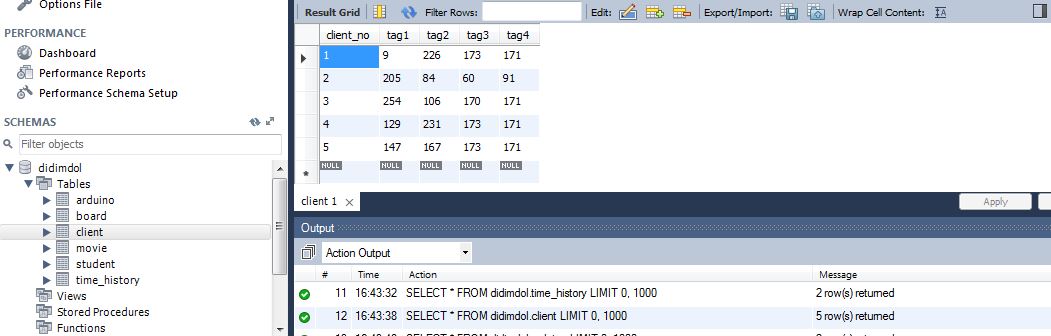 Options File
PERFORMANCE
Dashboard
Performance Reports
Performance Schema Setup
SCHEMAS
Filter objects
didimdol
Tables
arduino
board
client
movie
student
time_history
Views
Stored Procedures
Functions
Result Grid Filter Rows: Edit: Export/Import: Wrap Cell Content: IA
client_no tag1 tag2 tag3 tag4
1 9 226 173 171
2 205 84 60 91
3 254 106 170 171
4 129 231 173 171
5 147 167 173 171
NULL NULL NULL NULL NULL
client 1 Apply
Output
Action Output
# Time Action Message
11 16:43:32 SELECT * FROM didimdol.time_history LIMIT 0, 1000 2 row(s) returned
12 16:43:38 SELECT * FROM didimdol.client LIMIT 0, 1000 5 row(s) returned